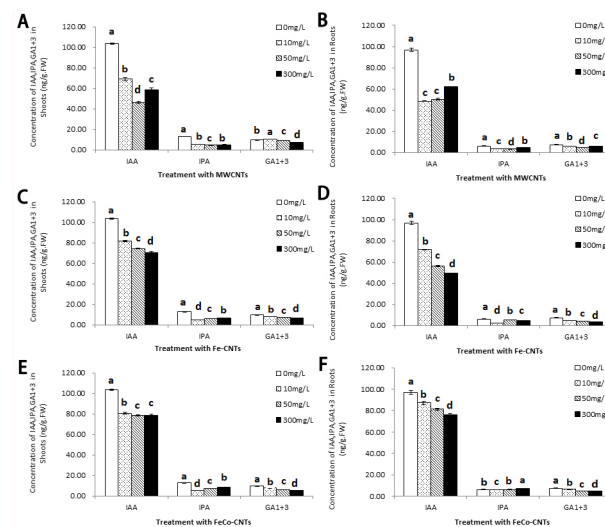 A
Concentration of IAA,IPA,GA1+3 in
Shoots (ng/g.FW)
120.00
100.00
80.00
60.00
40.00
20.00
0.00
a
b
d
c
a b c b
b a c d
IAA IPA GA1+3
Treatment with MWCNTs
0mg/L
10mg/L
50mg/L
300mg/L
B
Concentration of IAA,IPA,GA1+3 in Roots
(ng/g.FW)
120.00
100.00
80.00
60.00
40.00
20.00
0.00
a
c c
b
a c d b
a b d c
IAA IPA GA1+3
Treatment with MWCNTs
0mg/
10mg/
50mg/
300mg
C
Concentration of IAA,IPA,GA1+3 in
Shoots (ng/g.FW)
120.00
100.00
80.00
60.00
40.00
20.00
0.00
a
b
c d
a d c b
a b c d
IAA IPA GA1+3
Treatment with Fe-CNTs
0mg/L
10mg/L
50mg/L
300mg/L
D
Concentration of IAA,IPA,GA1+3 in Roots
(ng/g.FW)
120.00
100.00
80.00
60.00
40.00
20.00
0.00
a
b
c
d
a d b c
a b c d
IAA IPA GA1+3
Treatment with Fe-CNTs
0mg/L
10mg/
50mg/
300mg
E
Concentration of IAA,IPA,GA1+3 in
Shoots (ng/g.FW)
120.00
100.00
80.00
60.00
40.00
20.00
0.00
a
b c c
a d c b
a b c d
IAA IPA GA1+3
Treatment with FeCo-CNTs
0mg/L
10mg/L
50mg/L
300mg/L
F
Concentration of IAA,IPA,GA1+3 in Roots
(ng/g.FW)
120.00
100.00
80.00
60.00
40.00
20.00
0.00
a
b
c
d
b b b a
a b c d
IAA IPA GA1+3
Treatment with FeCo-CNTs
0mg/L
10mg/
50mg/
300mg